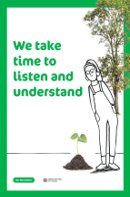 We take
time to
listen and
understand